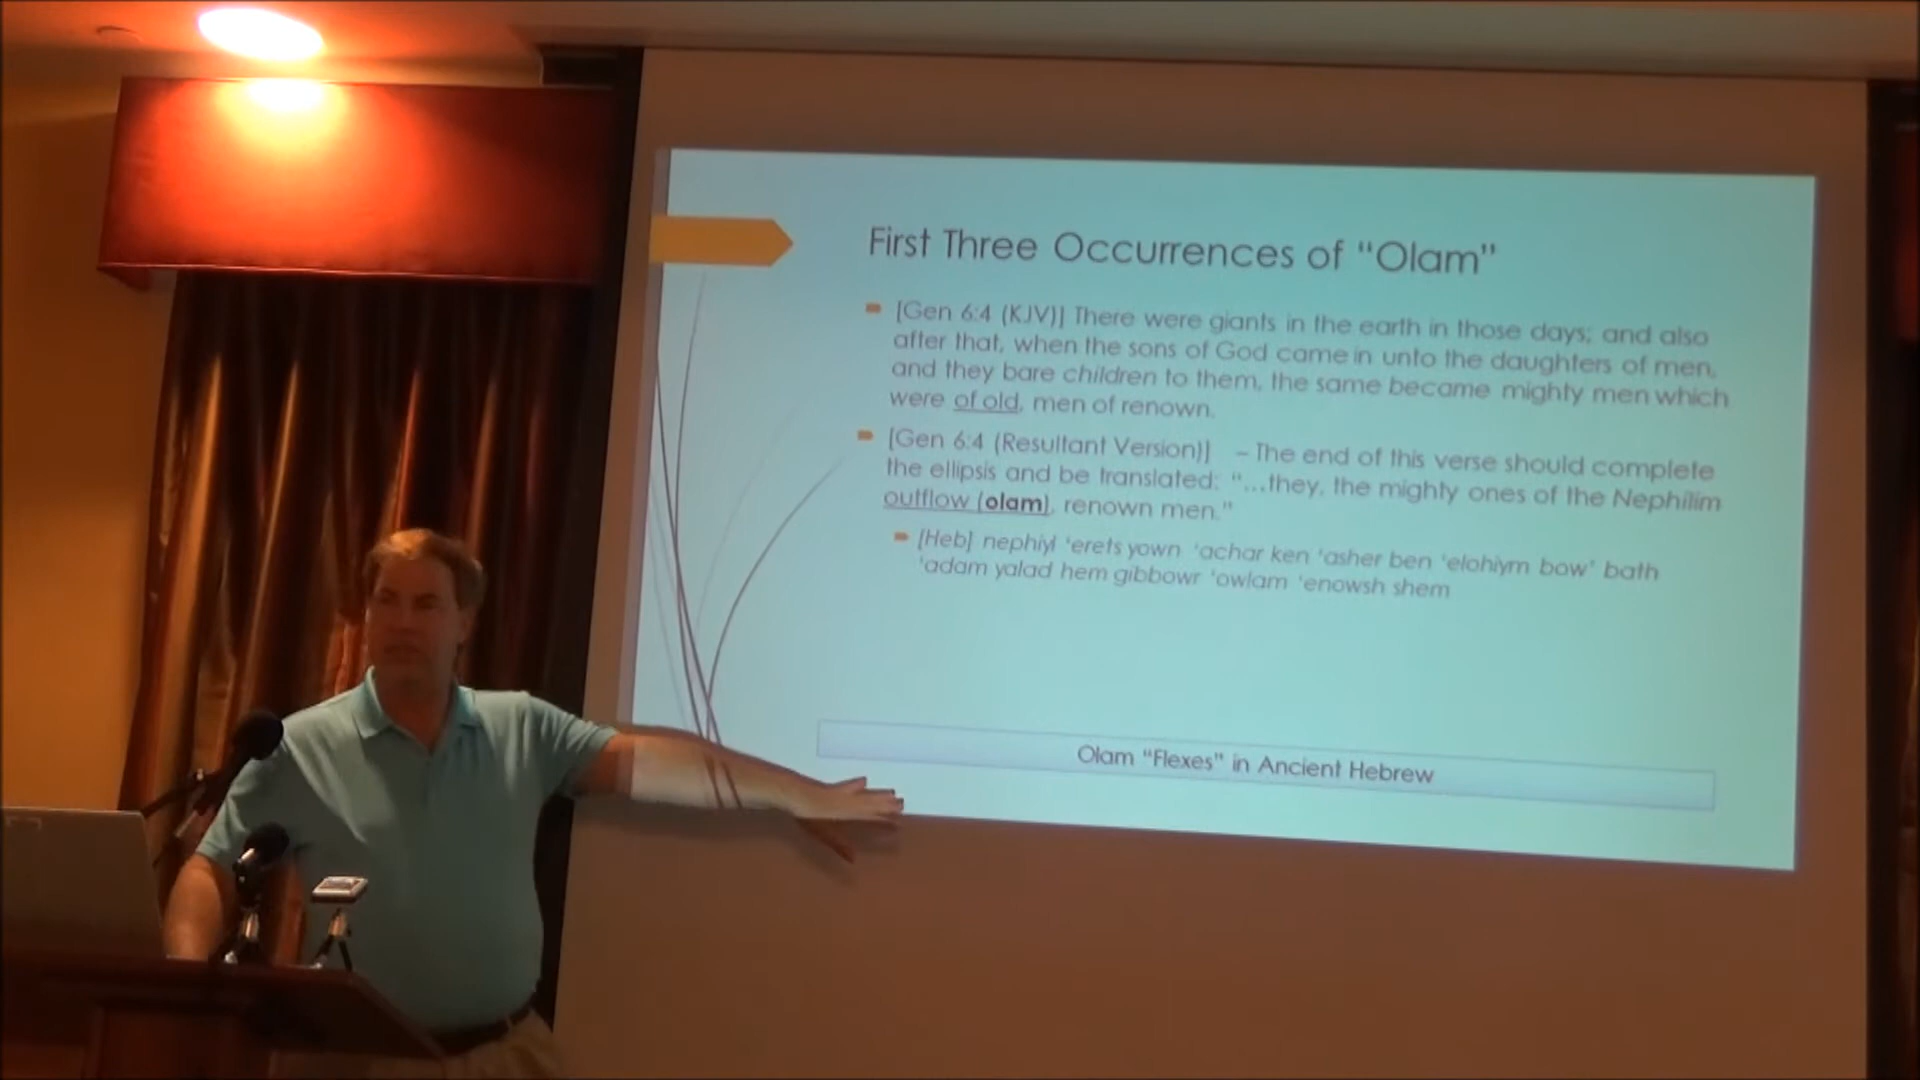 First Three Occurrences of "Olam"
[Gen 6:4 (KJV)] There were giants in the earth in those days; and also
after that, when the sons of God came in unto the daughters of men,
and they bare children to them, the same became mighty men which
were of old, men of renown.
[Gen 6:4 (Resultant Version)] – The end of this verse should complete
the ellipsis and be translated: "...they, the mighty ones of the Nephilim
outflow (olam), renown men."
[Heb] nephiyl 'erets yown 'achar ken 'asher ben 'elohiym bow' bath
'adam yalad hem gibbowr 'owlam 'enowsh shem
Olam "Flexes" in Ancient Hebrew